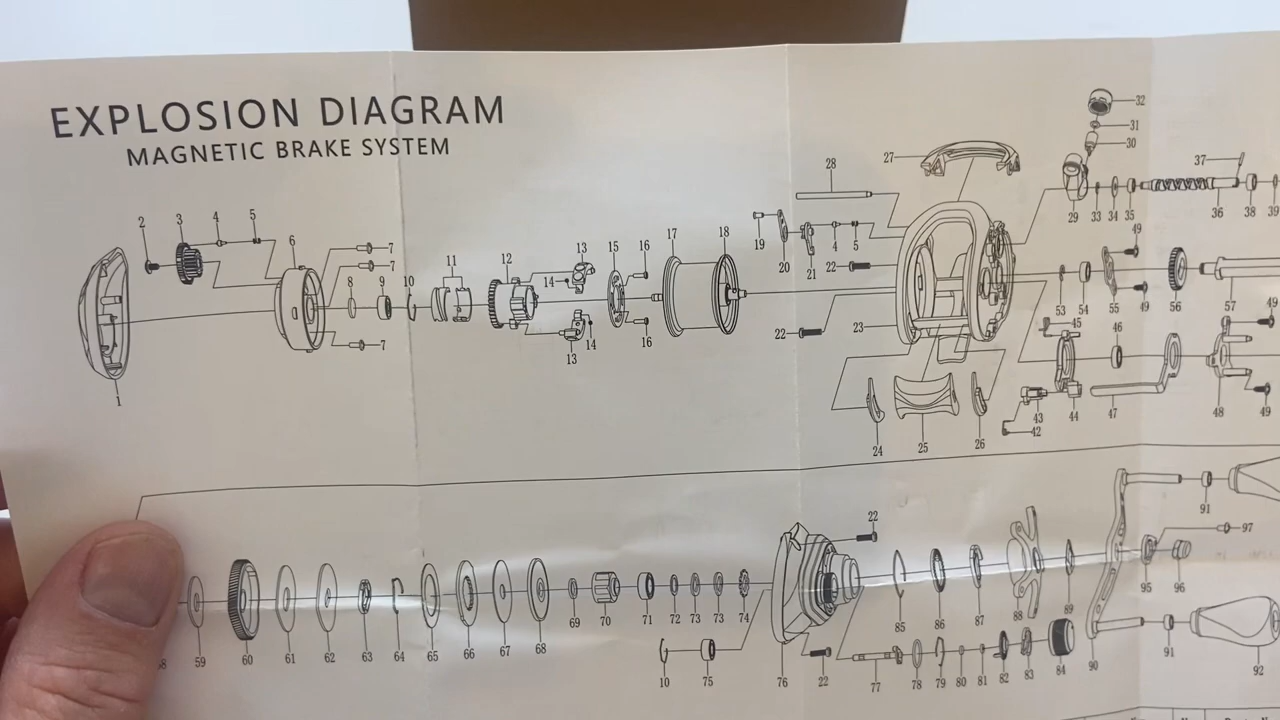 EXPLOSION DIAGRAM
MAGNETIC BRAKE SYSTEM
32
31
30
27
28
37
29 33 34 35 36 38 39
2 3 4 5 6 7
7
8 9 10 11 12 13 14 15 16 17 18
19 20 21 4 5 22
49
53 54 55 49 56 57
22 23
7
13 14 16
45 46 49
1
43 44 47 48 49
42
24 25 26
91
22
97
59 60 61 62 63 64 65 66 67 68 69 70 71 72 73 73 74
85 86 87 88 89 95 96
10 75 76 22 77 78 79 80 81 82 83 84 90 91 92